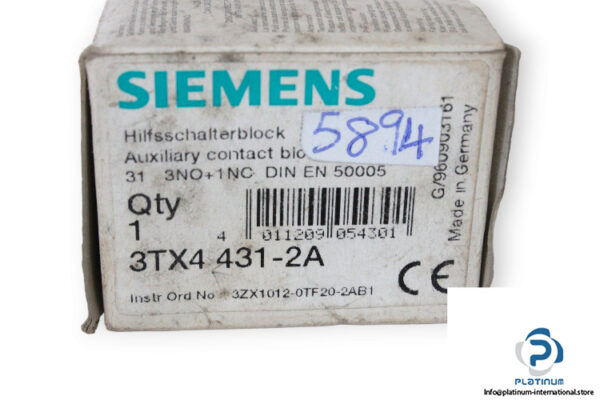 SIEMENS
Hilfsschalterblock
5894
Auxiliary contact blo
31 3NO+1NC DIN EN 50005
Qty
1
4 011209 054301
3TX4 431-2A
Instr.Ord.No. 3ZX1012-0TF20-2AB1
CE
G/960903161
Made in Germany
PLATINUM
info@platinum-international.store